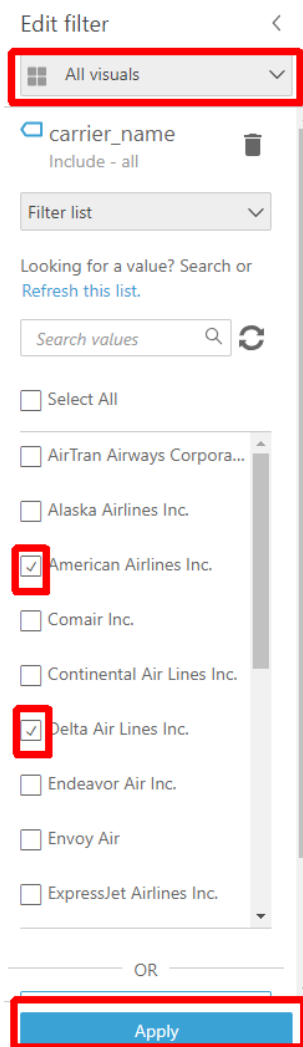 Edit filter
All visuals
carrier_name
Include - all
Filter list
Looking for a value? Search or
Refresh this list.
Search values
Select All
AirTran Airways Corpora...
Alaska Airlines Inc.
American Airlines Inc.
Comair Inc.
Continental Air Lines Inc.
Delta Air Lines Inc.
Endeavor Air Inc.
Envoy Air
ExpressJet Airlines Inc.
OR
Apply